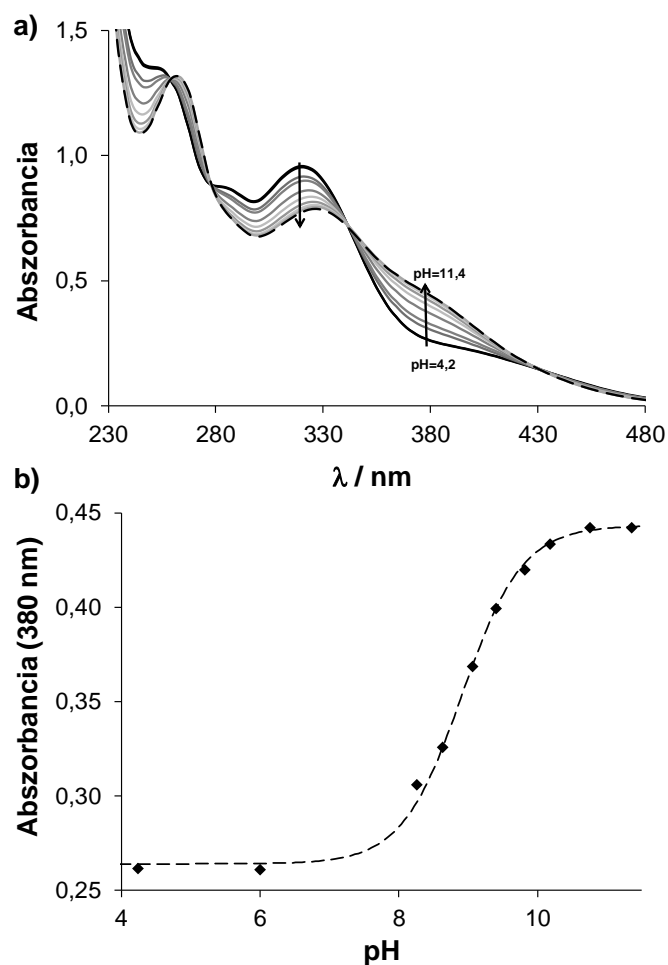 a)
1,5
1,0
0,5
0,0
Abszorbancia
pH=11,4
pH=4,2
230 280 330 380 430 480
λ / nm
b)
0,45
0,40
0,35
0,30
0,25
Abszorbancia (380 nm)
4 6 8 10
pH